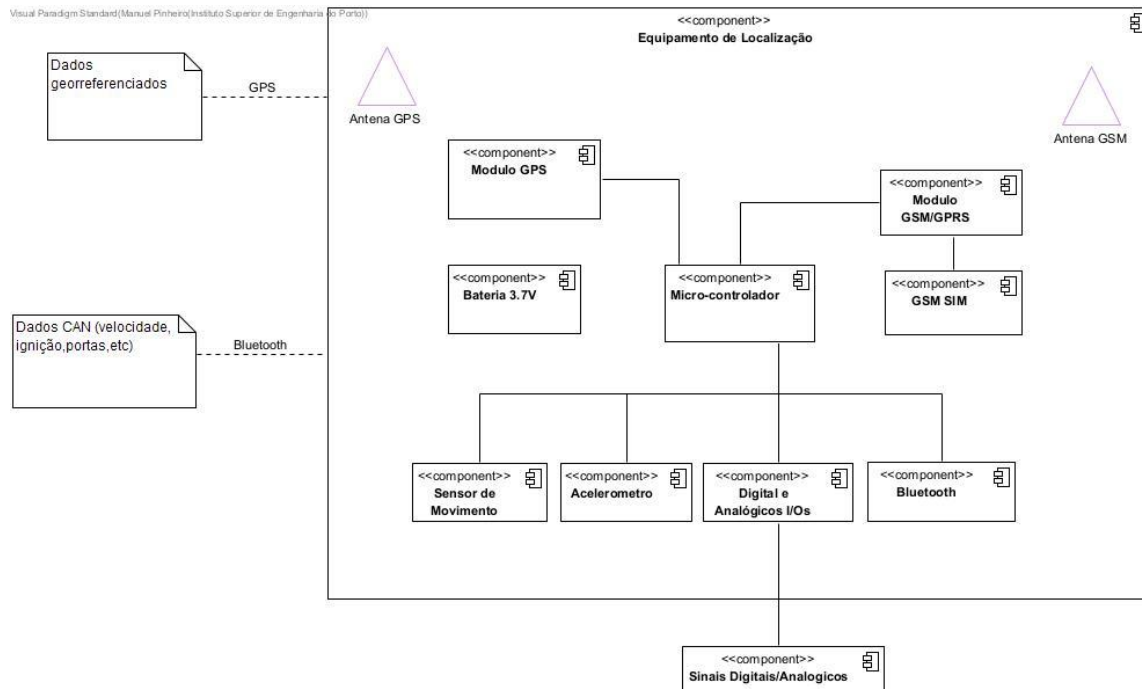 Visual Paradigm Standard(Manuel Pinheiro(Instituto Superior de Engenharia do Porto))
<<component>>
Equipamento de Localização
Dados
georreferenciados
GPS
Antena GPS
Antena GSM
<<component>>
Modulo GPS
<<component>>
Modulo
GSM/GPRS
<<component>>
Bateria 3.7V
<<component>>
Micro-controlador
<<component>>
GSM SIM
Dados CAN (velocidade,
ignição,portas,etc)
Bluetooth
<<component>>
Sensor de
Movimento
<<component>>
Acelerometro
<<component>>
Digital e
Analógicos I/Os
<<component>>
Bluetooth
<<component>>
Sinais Digitais/Analogicos